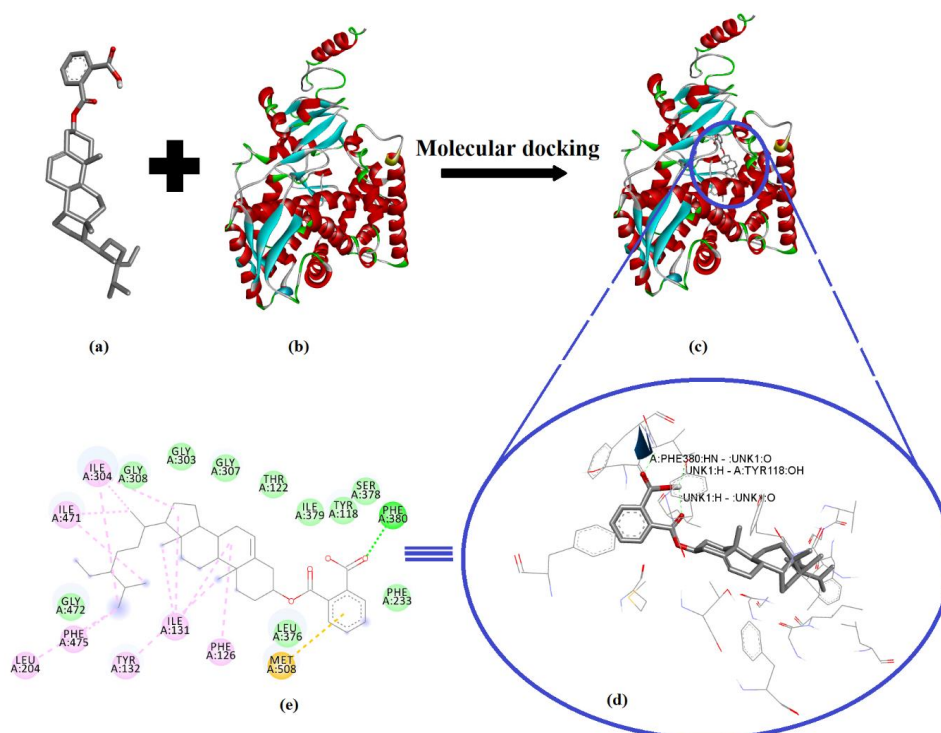 Molecular docking
(a)
(b)
(c)
A:PHE380:HN - :UNK1:O
UNK1:H - A:TYR118:OH
UNK1:H - :UNK1:O
(d)
ILE
A:304
GLY
A:308
GLY
A:303
GLY
A:307
THR
A:122
ILE
A:379
TYR
A:118
SER
A:378
PHE
A:380
ILE
A:471
GLY
A:472
PHE
A:475
LEU
A:204
TYR
A:132
ILE
A:131
PHE
A:126
LEU
A:376
MET
A:508
PHE
A:233
O
O
(e)